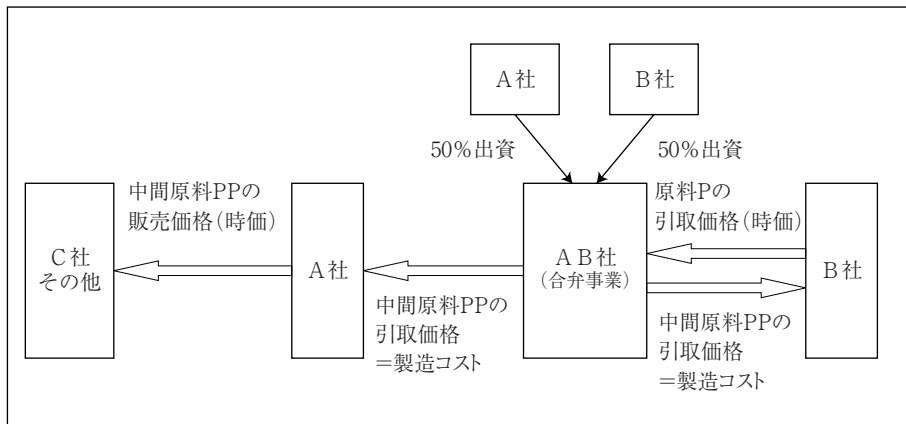 A社
B社
50%出資
50%出資
中間原料PPの
販売価格(時価)
原料Pの
引取価格(時価)
C社
その他
A社
AB社
(合弁事業)
B社
中間原料PPの
引取価格
=製造コスト
中間原料PPの
引取価格
=製造コスト